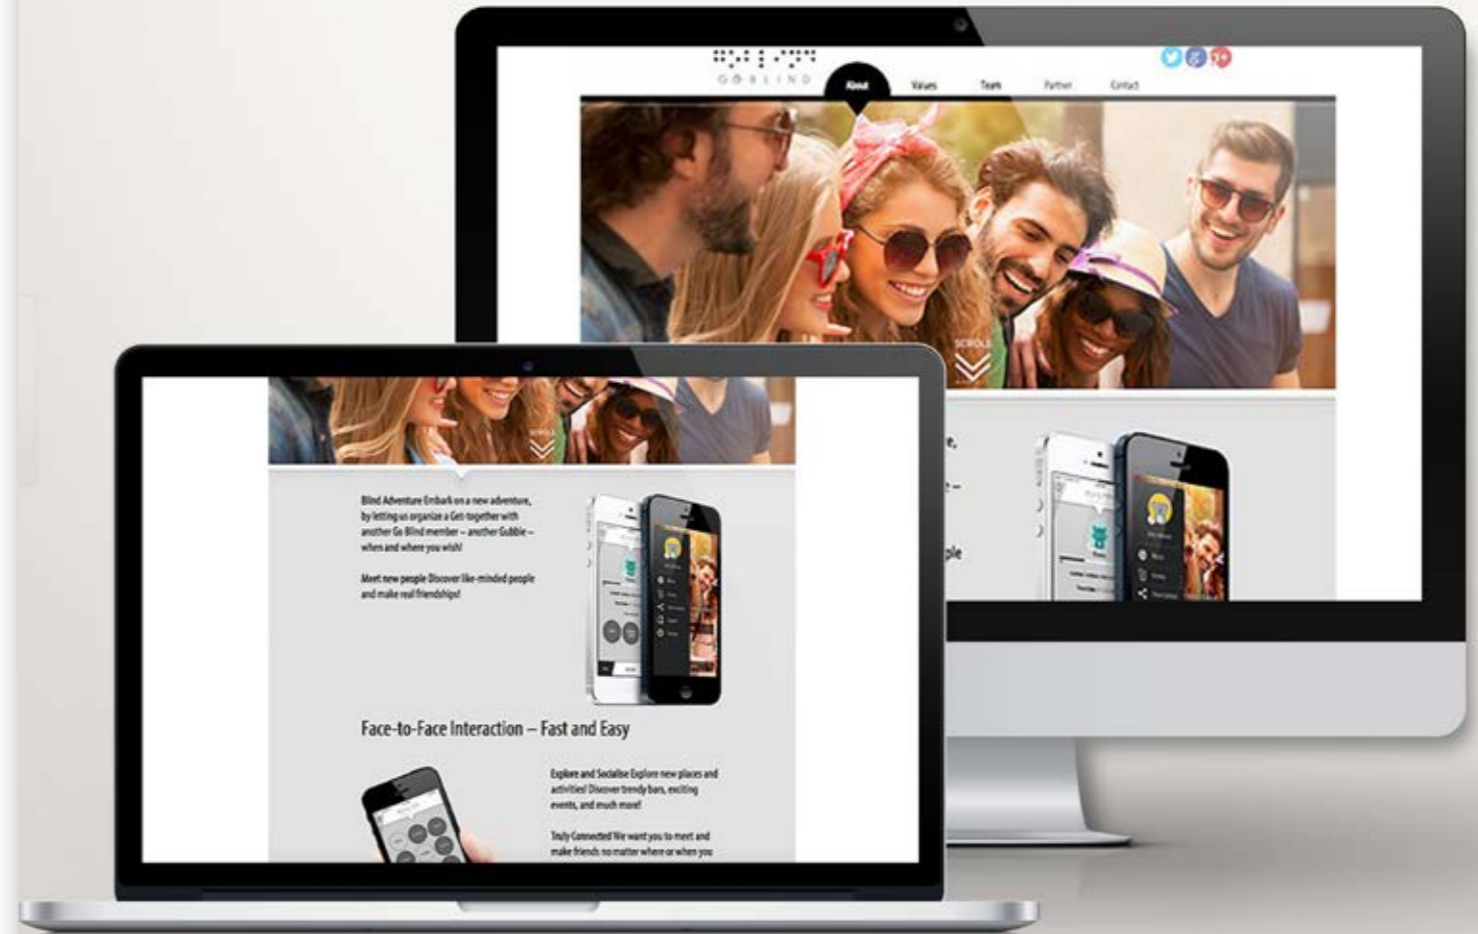 GO BLIND
About Values Team Partner Contact
SCROLL
SCROLL
Blind Adventure Embark on a new adventure,
by letting us organize a Get-together with
another Go Blind member – another Gubbie –
when and where you wish!
Meet new people Discover like-minded people
and make real friendships!
Face-to-Face Interaction – Fast and Easy
Explore and Socialise Explore new places and
activities! Discover trendy bars, exciting
events, and much more!
Truly Connected We want you to meet and
make friends no matter where or when you